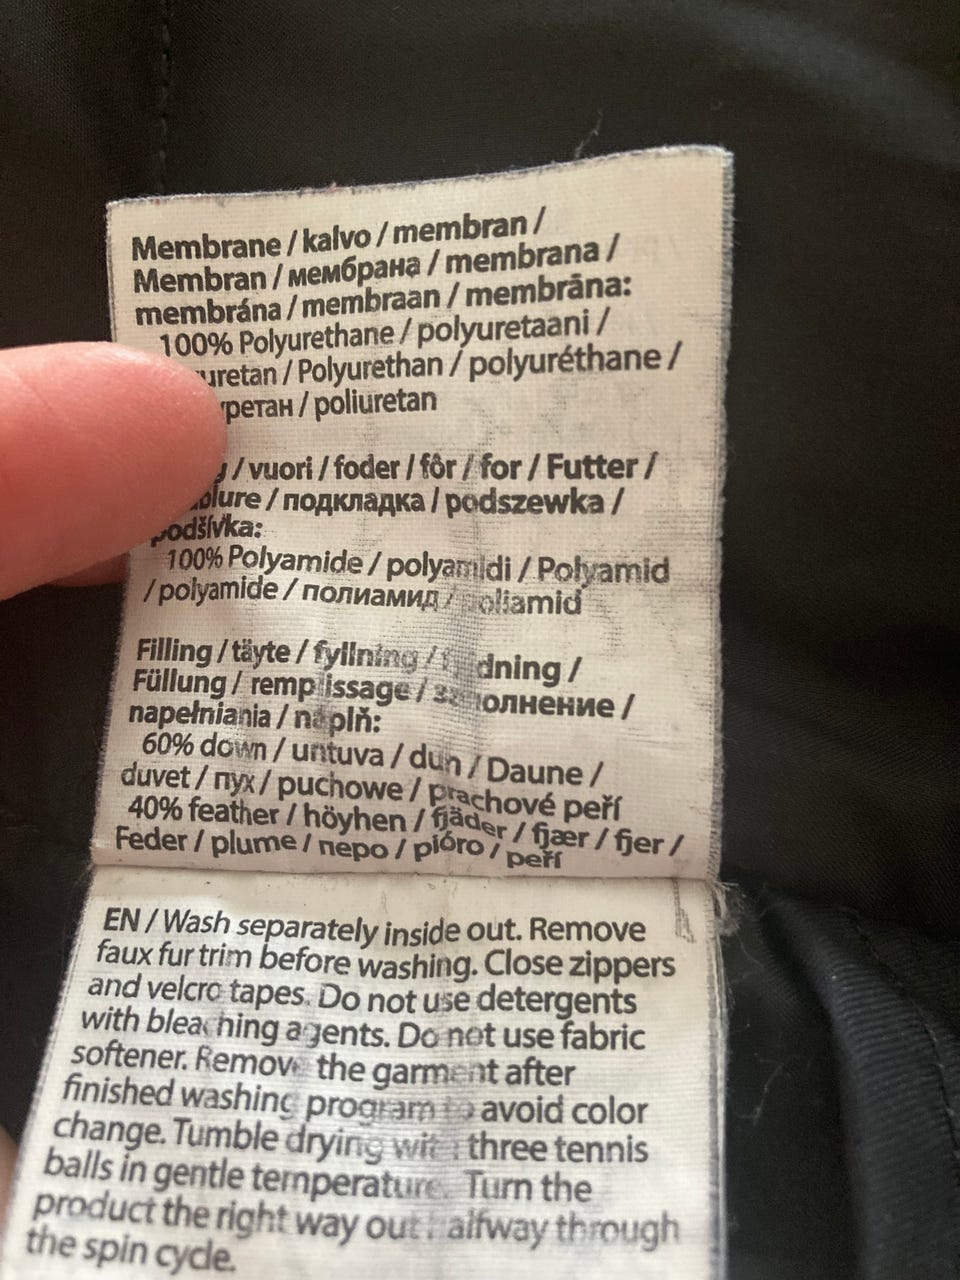 Membrane / kalvo / membran /
Membran / мембрана / membrana /
membrána / membraan / membrāna:
100% Polyurethane / polyuretaani /
uretan / Polyurethan / polyuréthane /
уретан / poliuretan
/ vuori / foder / fôr / for / Futter /
blure / подкладка / podszewka /
podšívka:
100% Polyamide / polyamidi / Polyamid
/ polyamide / полиамид / poliamid
Filling / täyte / fyllning / dning /
Füllung / remplissage / заполнение /
napełniania / náplň:
60% down / untuva / dun / Daune /
duvet / пух / puchowe / prachové peří
40% feather / höyhen / fjäder / fjær / fjer /
Feder / plume / перо / pióro / peří
EN / Wash separately inside out. Remove
faux fur trim before washing. Close zippers
and velcro tapes. Do not use detergents
with bleaching agents. Do not use fabric
softener. Remove the garment after
finished washing program to avoid color
change. Tumble drying with three tennis
balls in gentle temperature. Turn the
product the right way out halfway through
the spin cycle.